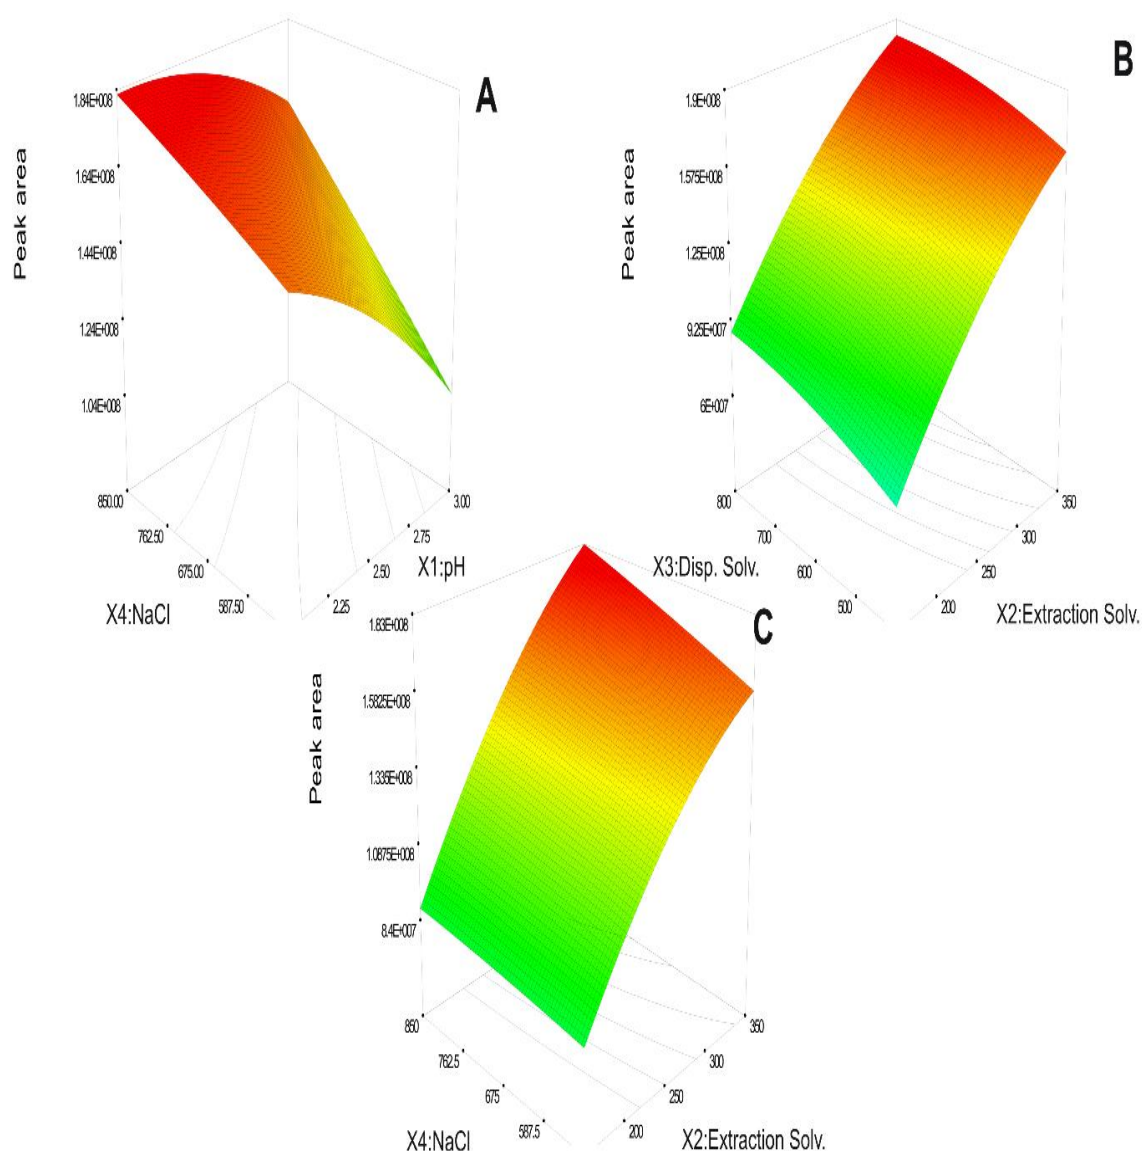 A
Peak area
1.84E+008
1.64E+008
1.44E+008
1.24E+008
1.04E+008
850.00
762.50
675.00
587.50
X4:NaCl
3.00
2.75
2.50
2.25
X1:pH
B
Peak area
1.9E+008
1.575E+008
1.25E+008
9.25E+007
6E+007
800
700
600
500
X3:Disp. Solv.
350
300
250
200
X2:Extraction Solv.
C
Peak area
1.83E+008
1.5825E+008
1.335E+008
1.0875E+008
8.4E+007
850
762.5
675
587.5
X4:NaCl
350
300
250
200
X2:Extraction Solv.